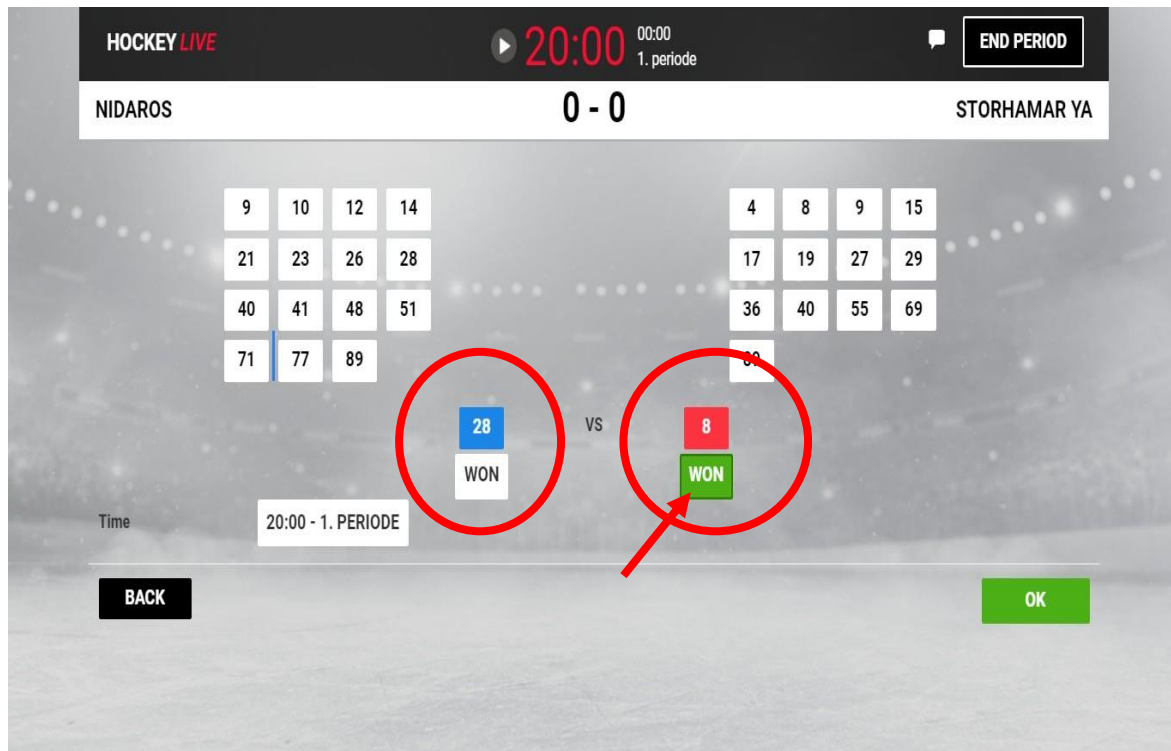 HOCKEY LIVE
20:00
00:00
1. periode
END PERIOD
NIDAROS
0 - 0
STORHAMAR YA
9 10 12 14
21 23 26 28
40 41 48 51
71 77 89
4 8 9 15
17 19 27 29
36 40 55 69
28
WON
VS
8
WON
Time
20:00 - 1. PERIODE
BACK
OK